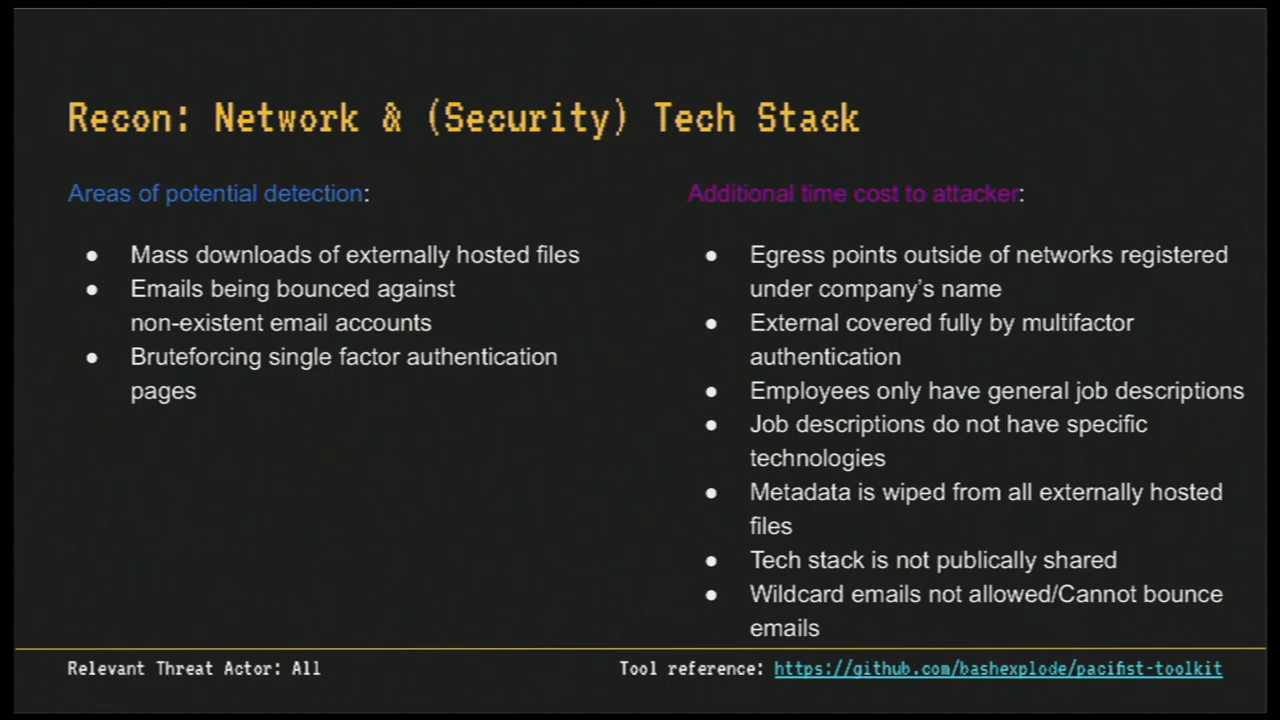 Recon: Network & (Security) Tech Stack
Areas of potential detection:
● Mass downloads of externally hosted files
● Emails being bounced against
non-existent email accounts
● Bruteforcing single factor authentication
pages
Additional time cost to attacker:
● Egress points outside of networks registered
under company’s name
● External covered fully by multifactor
authentication
● Employees only have general job descriptions
● Job descriptions do not have specific
technologies
● Metadata is wiped from all externally hosted
files
● Tech stack is not publically shared
● Wildcard emails not allowed/Cannot bounce
emails
Relevant Threat Actor: All
Tool reference: https://github.com/bashexplode/pacifist-toolkit